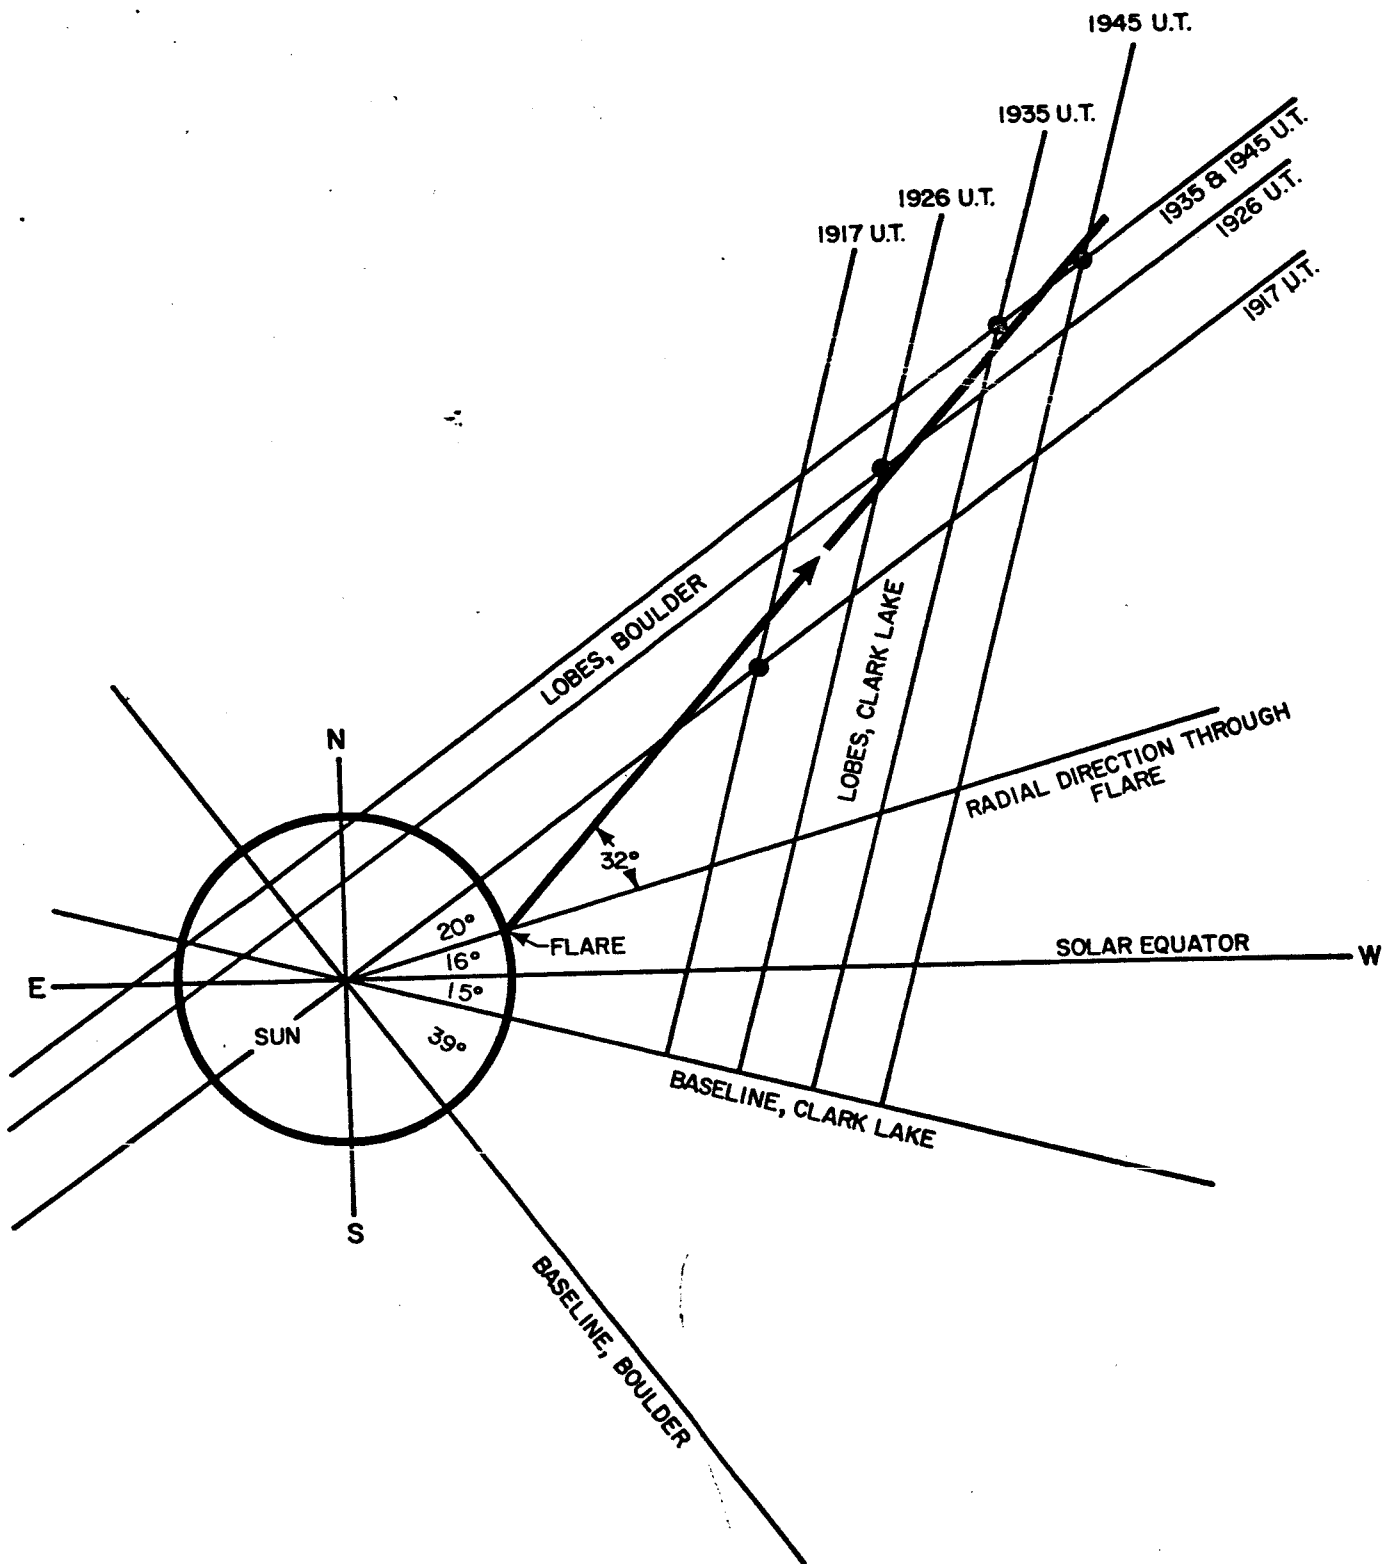 1945 U.T.
1935 U.T.
1926 U.T.
1917 U.T.
1935 & 1945 U.T.
1926 U.T.
1917 U.T.
LOBES, BOULDER
LOBES, CLARK LAKE
N
RADIAL DIRECTION THROUGH
FLARE
32°
20°
FLARE
16°
SOLAR EQUATOR
W
E
15°
SUN
39°
BASELINE, CLARK LAKE
S
BASELINE, BOULDER